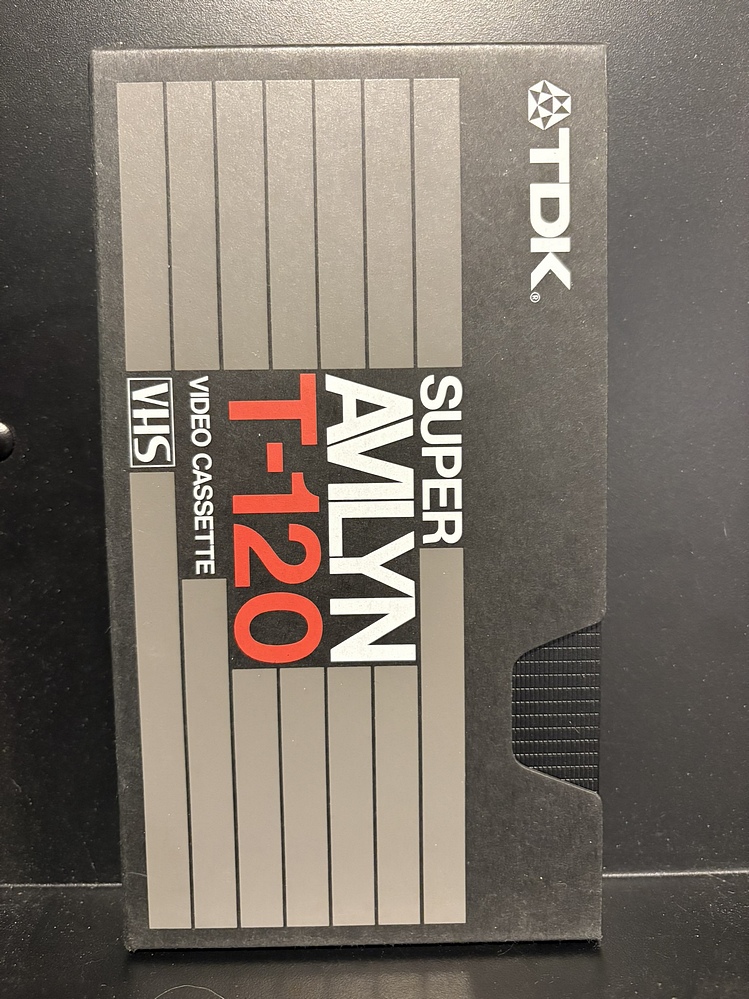 TDK®
SUPER
AVILYN
T-120
VIDEO CASSETTE
VHS